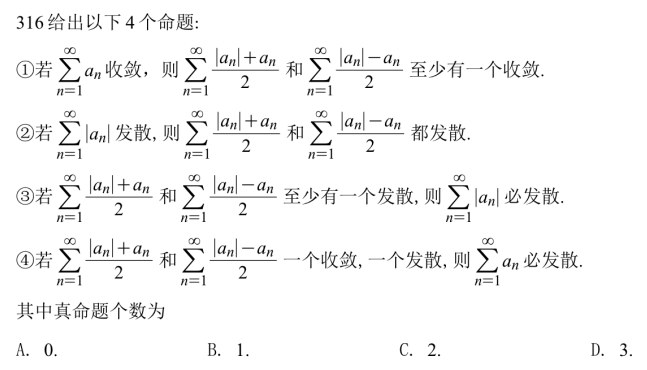 316给出以下4个命题:
①若 $\sum_{n=1}^{\infty} a_n$ 收敛，则 $\sum_{n=1}^{\infty} \frac{|a_n|+a_n}{2}$ 和 $\sum_{n=1}^{\infty} \frac{|a_n|-a_n}{2}$ 至少有一个收敛.
②若 $\sum_{n=1}^{\infty} |a_n|$ 发散, 则 $\sum_{n=1}^{\infty} \frac{|a_n|+a_n}{2}$ 和 $\sum_{n=1}^{\infty} \frac{|a_n|-a_n}{2}$ 都发散.
③若 $\sum_{n=1}^{\infty} \frac{|a_n|+a_n}{2}$ 和 $\sum_{n=1}^{\infty} \frac{|a_n|-a_n}{2}$ 至少有一个发散, 则 $\sum_{n=1}^{\infty} |a_n|$ 必发散.
④若 $\sum_{n=1}^{\infty} \frac{|a_n|+a_n}{2}$ 和 $\sum_{n=1}^{\infty} \frac{|a_n|-a_n}{2}$ 一个收敛, 一个发散, 则 $\sum_{n=1}^{\infty} a_n$ 必发散.
其中真命题个数为
A. 0. B. 1. C. 2. D. 3.